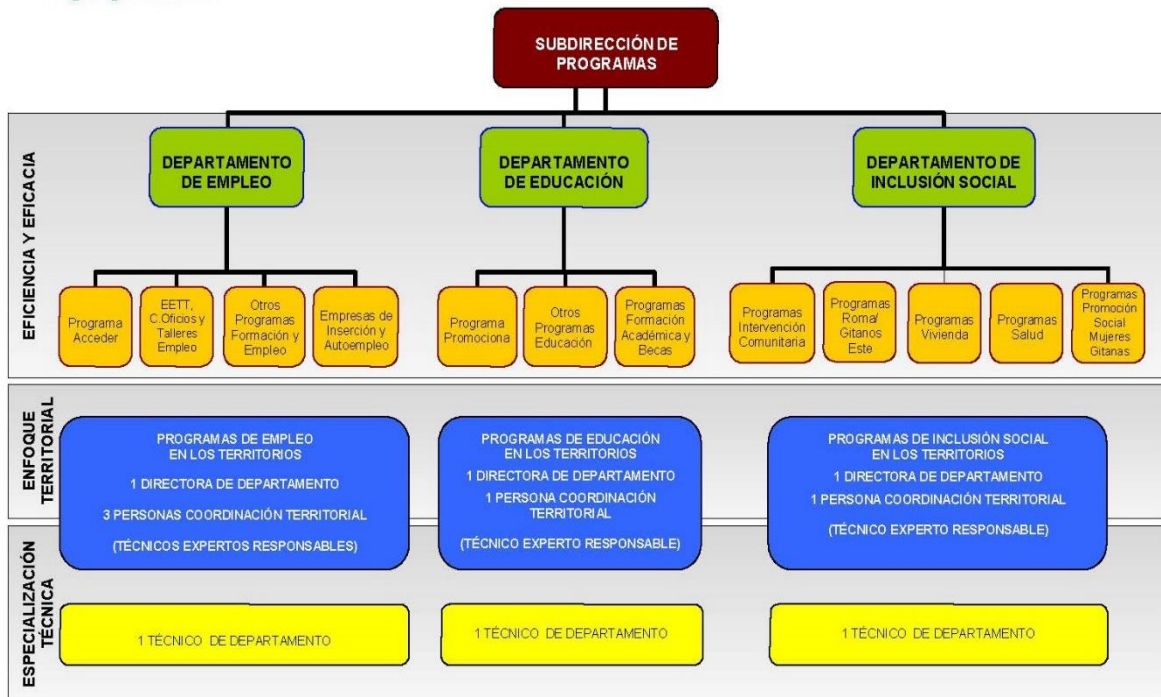 SUBDIRECCIÓN DE
PROGRAMAS
EFICIENCIA Y EFICACIA
DEPARTAMENTO
DE EMPLEO
DEPARTAMENTO
DE EDUCACIÓN
DEPARTAMENTO DE
INCLUSIÓN SOCIAL
Programa
Acceder
EETT,
C.Oficios y
Talleres
Empleo
Otros
Programas
Formación y
Empleo
Empresas de
Inserción y
Autoempleo
Programa
Promociona
Otros
Programas
Educación
Programas
Formación
Académica y
Becas
Programas
Intervención
Comunitaria
Programas
Roma/
Gitanos
Este
Programas
Vivienda
Programas
Salud
Programas
Promoción
Social
Mujeres
Gitanas
ENFOQUE
TERRITORIAL
PROGRAMAS DE EMPLEO
EN LOS TERRITORIOS
1 DIRECTORA DE DEPARTAMENTO
3 PERSONAS COORDINACIÓN TERRITORIAL
(TÉCNICOS EXPERTOS RESPONSABLES)
PROGRAMAS DE EDUCACIÓN
EN LOS TERRITORIOS
1 DIRECTORA DE DEPARTAMENTO
1 PERSONA COORDINACIÓN
TERRITORIAL
(TÉCNICO EXPERTO RESPONSABLE)
PROGRAMAS DE INCLUSIÓN SOCIAL
EN LOS TERRITORIOS
1 DIRECTORA DE DEPARTAMENTO
1 PERSONA COORDINACIÓN TERRITORIAL
(TÉCNICO EXPERTO RESPONSABLE)
ESPECIALIZACIÓN
TÉCNICA
1 TÉCNICO DE DEPARTAMENTO
1 TÉCNICO DE DEPARTAMENTO
1 TÉCNICO DE DEPARTAMENTO